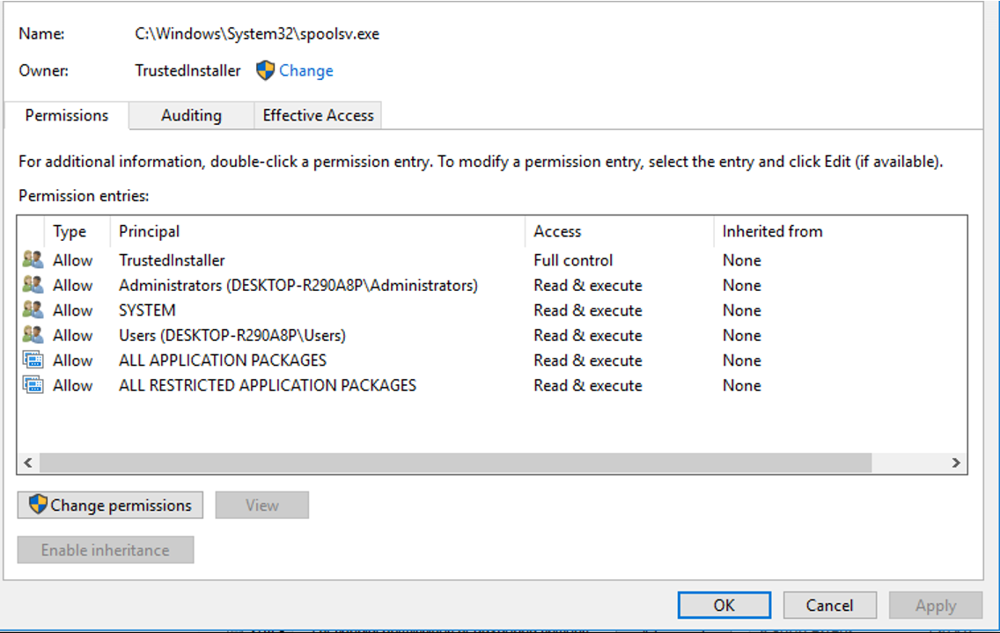 Name: C:\Windows\System32\spoolsv.exe
Owner: TrustedInstaller Change
Permissions Auditing Effective Access
For additional information, double-click a permission entry. To modify a permission entry, select the entry and click Edit (if available).
Permission entries:
Type Principal Access Inherited from
Allow TrustedInstaller Full control None
Allow Administrators (DESKTOP-R290A8P\Administrators) Read & execute None
Allow SYSTEM Read & execute None
Allow Users (DESKTOP-R290A8P\Users) Read & execute None
Allow ALL APPLICATION PACKAGES Read & execute None
Allow ALL RESTRICTED APPLICATION PACKAGES Read & execute None
Change permissions View
Enable inheritance
OK Cancel Apply